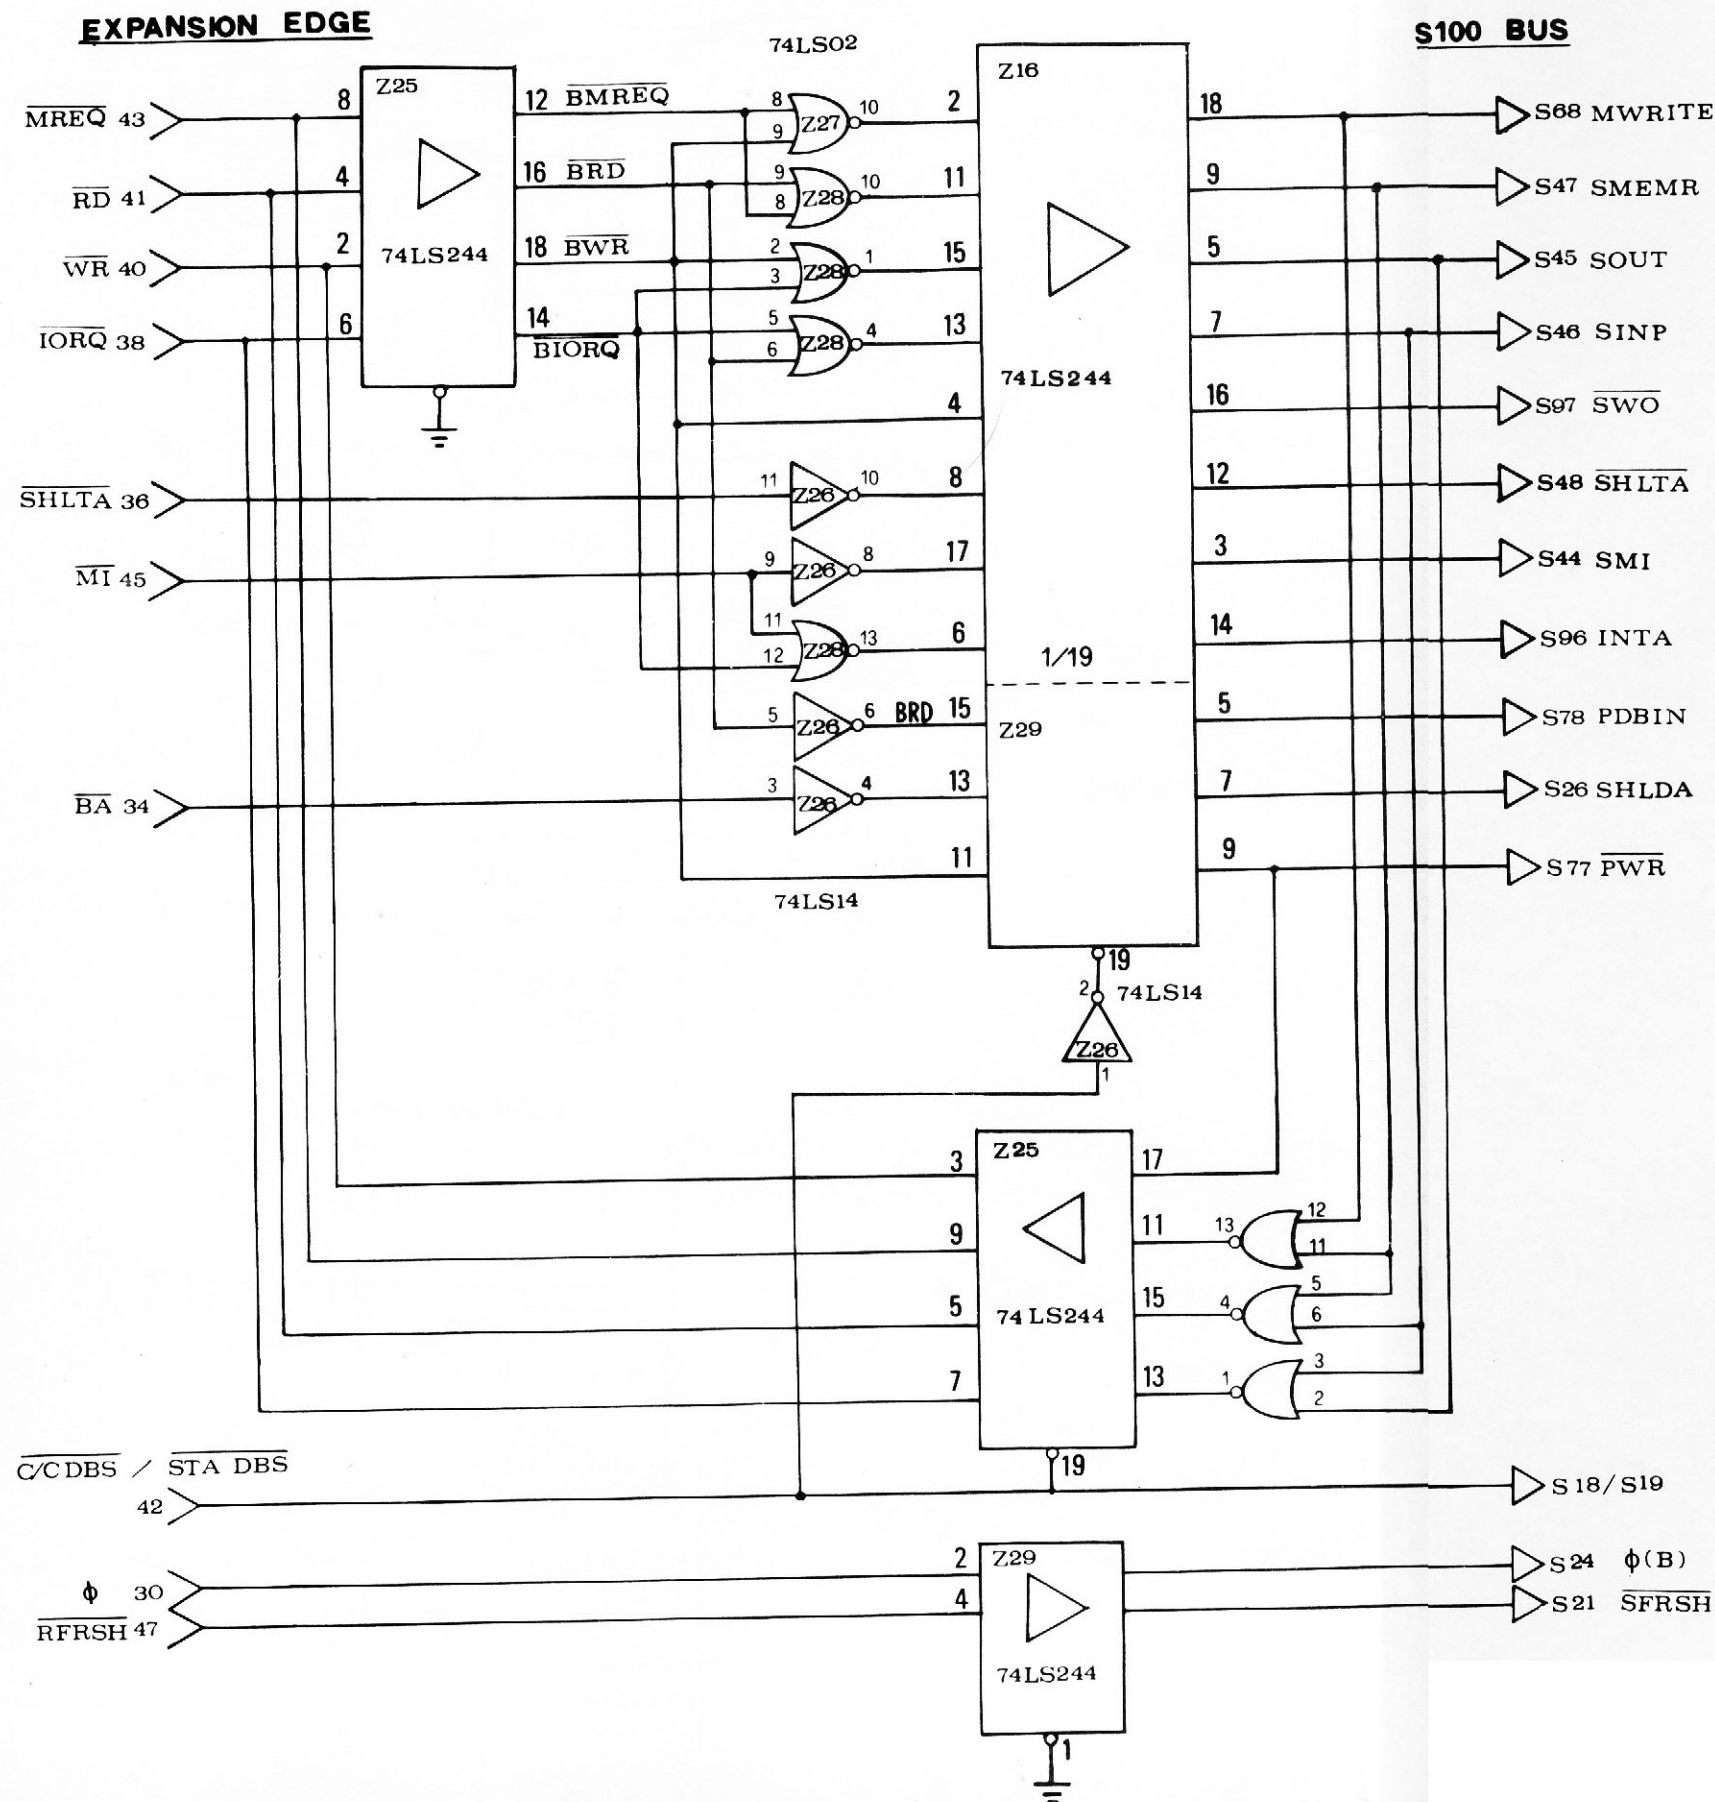 EXPANSION EDGE
S100 BUS
74LS02
Z25
Z16
MREQ 43
8
12 BMREQ
8
9
Z27
10
2
18
S68 MWRITE
RD 41
4
16 BRD
9
8
Z28
10
11
9
S47 SMEMR
WR 40
2
74LS244
18 BWR
2
3
Z28
1
15
5
S45 SOUT
IORQ 38
6
14
BIORQ
5
6
Z28
4
13
7
S46 SINP
74LS244
4
16
S97 SWO
SHLTA 36
11
Z26
10
8
12
S48 SHLTA
MI 45
9
Z26
8
17
3
S44 SMI
11
12
Z28
13
6
14
S96 INTA
1/19
5
Z26
6
BRD
15
Z29
5
S78 PDBIN
BA 34
3
Z26
4
13
7
S26 SHLDA
11
9
S77 PWR
74LS14
19
2
74LS14
Z26
1
Z25
3
17
9
11
13
12
11
5
74LS244
15
4
5
6
7
13
1
3
2
C/CDBS / STA DBS
19
42
S18/S19
Z29
2
S24 ϕ(B)
ϕ 30
4
S21 SFRSH
RFRSH 47
74LS244
1